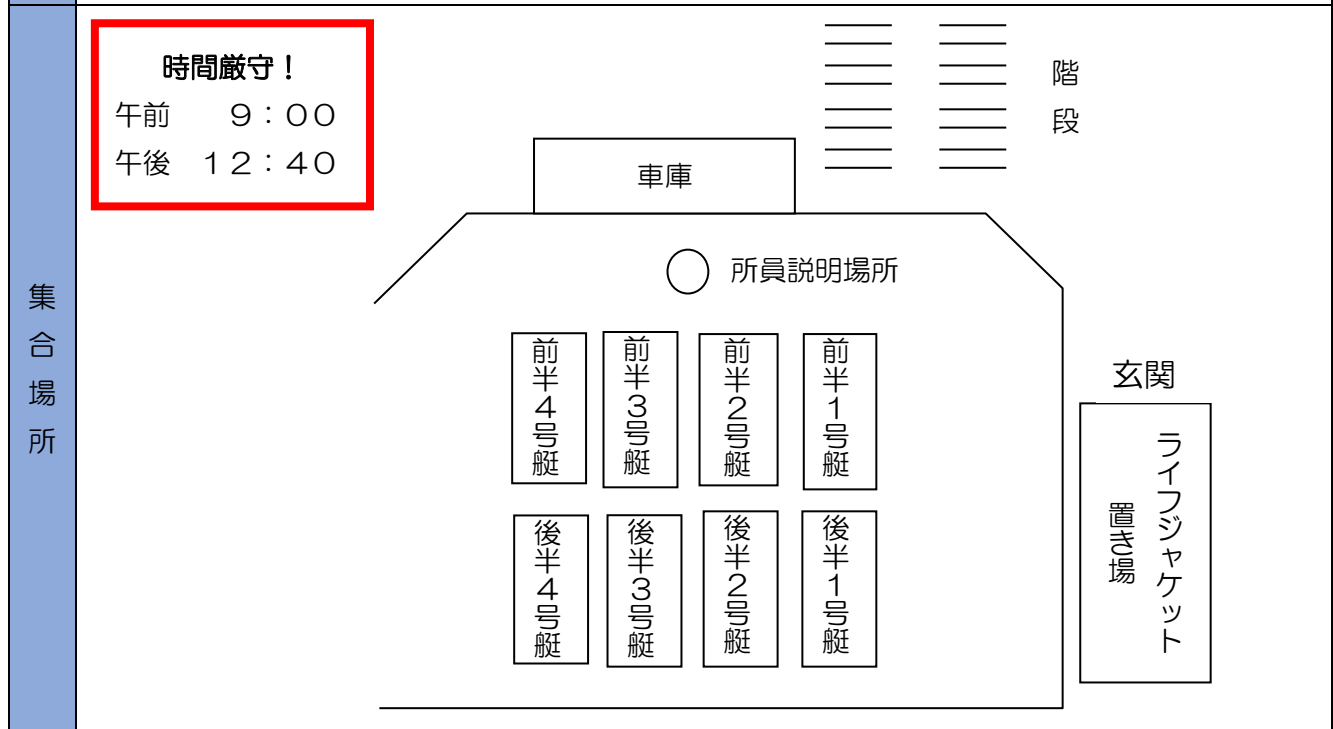 集合場所
時間厳守！
午前　　９：００
午後　１２：４０
階段
車庫
所員説明場所
前半４号艇
前半３号艇
前半２号艇
前半１号艇
後半４号艇
後半３号艇
後半２号艇
後半１号艇
玄関
ライフジャケット
置き場